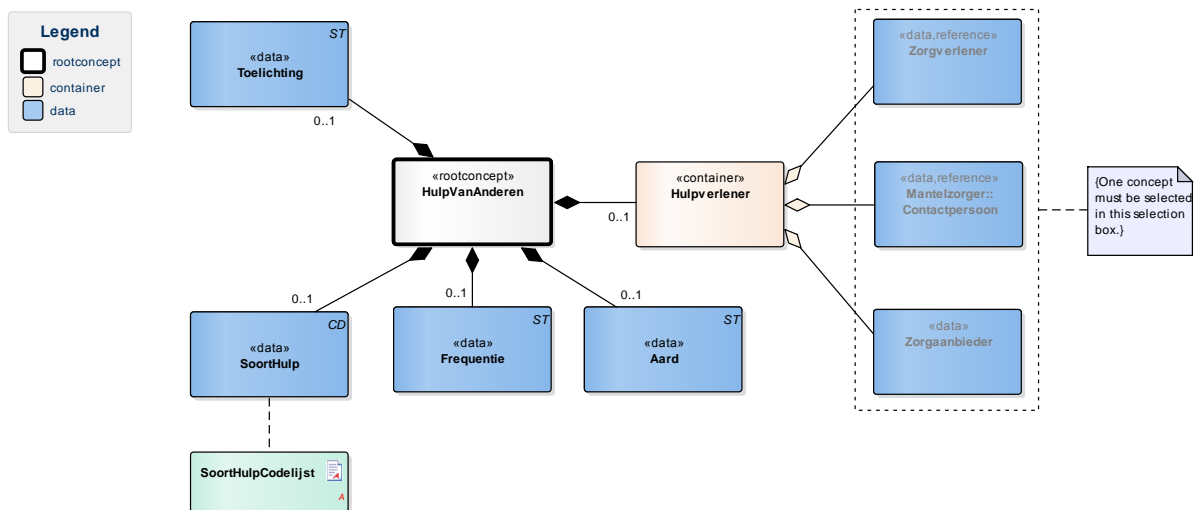 Legend
rootconcept
container
data
ST
«data»
Toelichting
0..1
«rootconcept»
HulpVanAnderen
0..1
«container»
Hulpverlener
«data,reference»
Zorgverlener
«data,reference»
Mantelzorger::
Contactpersoon
«data»
Zorgaanbieder
{One concept
must be selected
in this selection
box.}
0..1
CD
«data»
SoortHulp
0..1
ST
«data»
Frequentie
0..1
ST
«data»
Aard
SoortHulpCodelijst
A